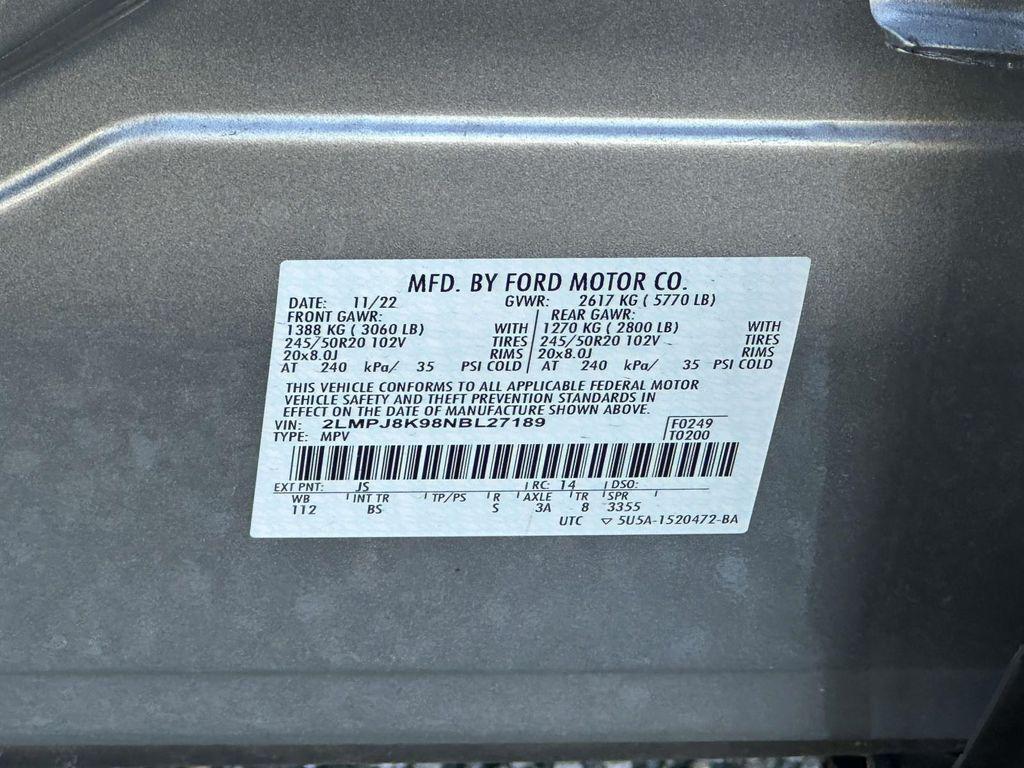 MFD. BY FORD MOTOR CO.
DATE: 11/22 GVWR: 2617 KG ( 5770 LB)
FRONT GAWR: REAR GAWR:
1388 KG ( 3060 LB) WITH 1270 KG ( 2800 LB) WITH
245/50R20 102V TIRES 245/50R20 102V TIRES
20x8.0J RIMS 20x8.0J RIMS
AT 240 kPa/ 35 PSI COLD AT 240 kPa/ 35 PSI COLD
THIS VEHICLE CONFORMS TO ALL APPLICABLE FEDERAL MOTOR
VEHICLE SAFETY AND THEFT PREVENTION STANDARDS IN
EFFECT ON THE DATE OF MANUFACTURE SHOWN ABOVE.
VIN: 2LMPJ8K98NBL27189 F0249
TYPE: MPV T0200
EXT PNT: JS RC: 14 DSO:
WB INT TR TP/PS R AXLE TR SPR
112 BS S 3A 8 3355
UTC ▽ 5U5A-1520472-BA